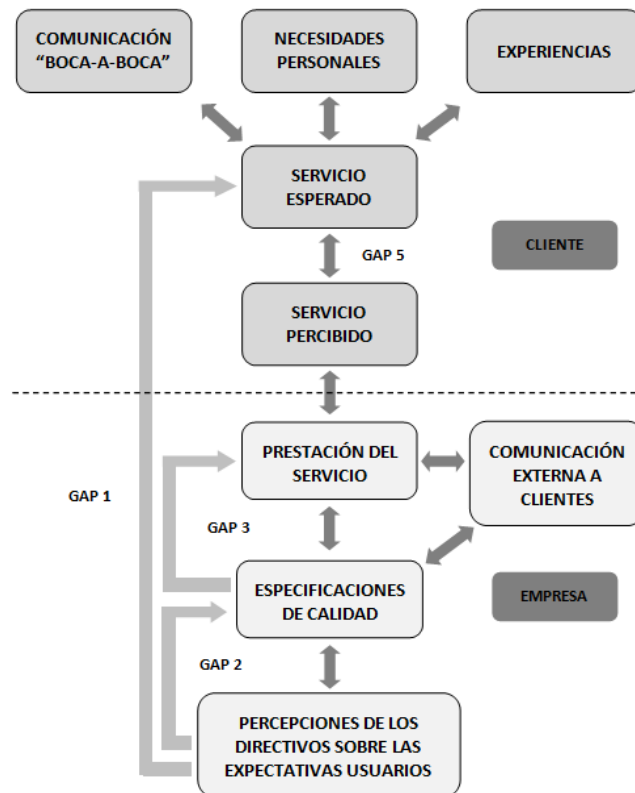 COMUNICACIÓN
“BOCA-A-BOCA”
NECESIDADES
PERSONALES
EXPERIENCIAS
SERVICIO
ESPERADO
CLIENTE
GAP 5
SERVICIO
PERCIBIDO
PRESTACIÓN DEL
SERVICIO
COMUNICACIÓN
EXTERNA A
CLIENTES
GAP 1
GAP 3
ESPECIFICACIONES
DE CALIDAD
EMPRESA
GAP 2
PERCEPCIONES DE LOS
DIRECTIVOS SOBRE LAS
EXPECTATIVAS USUARIOS